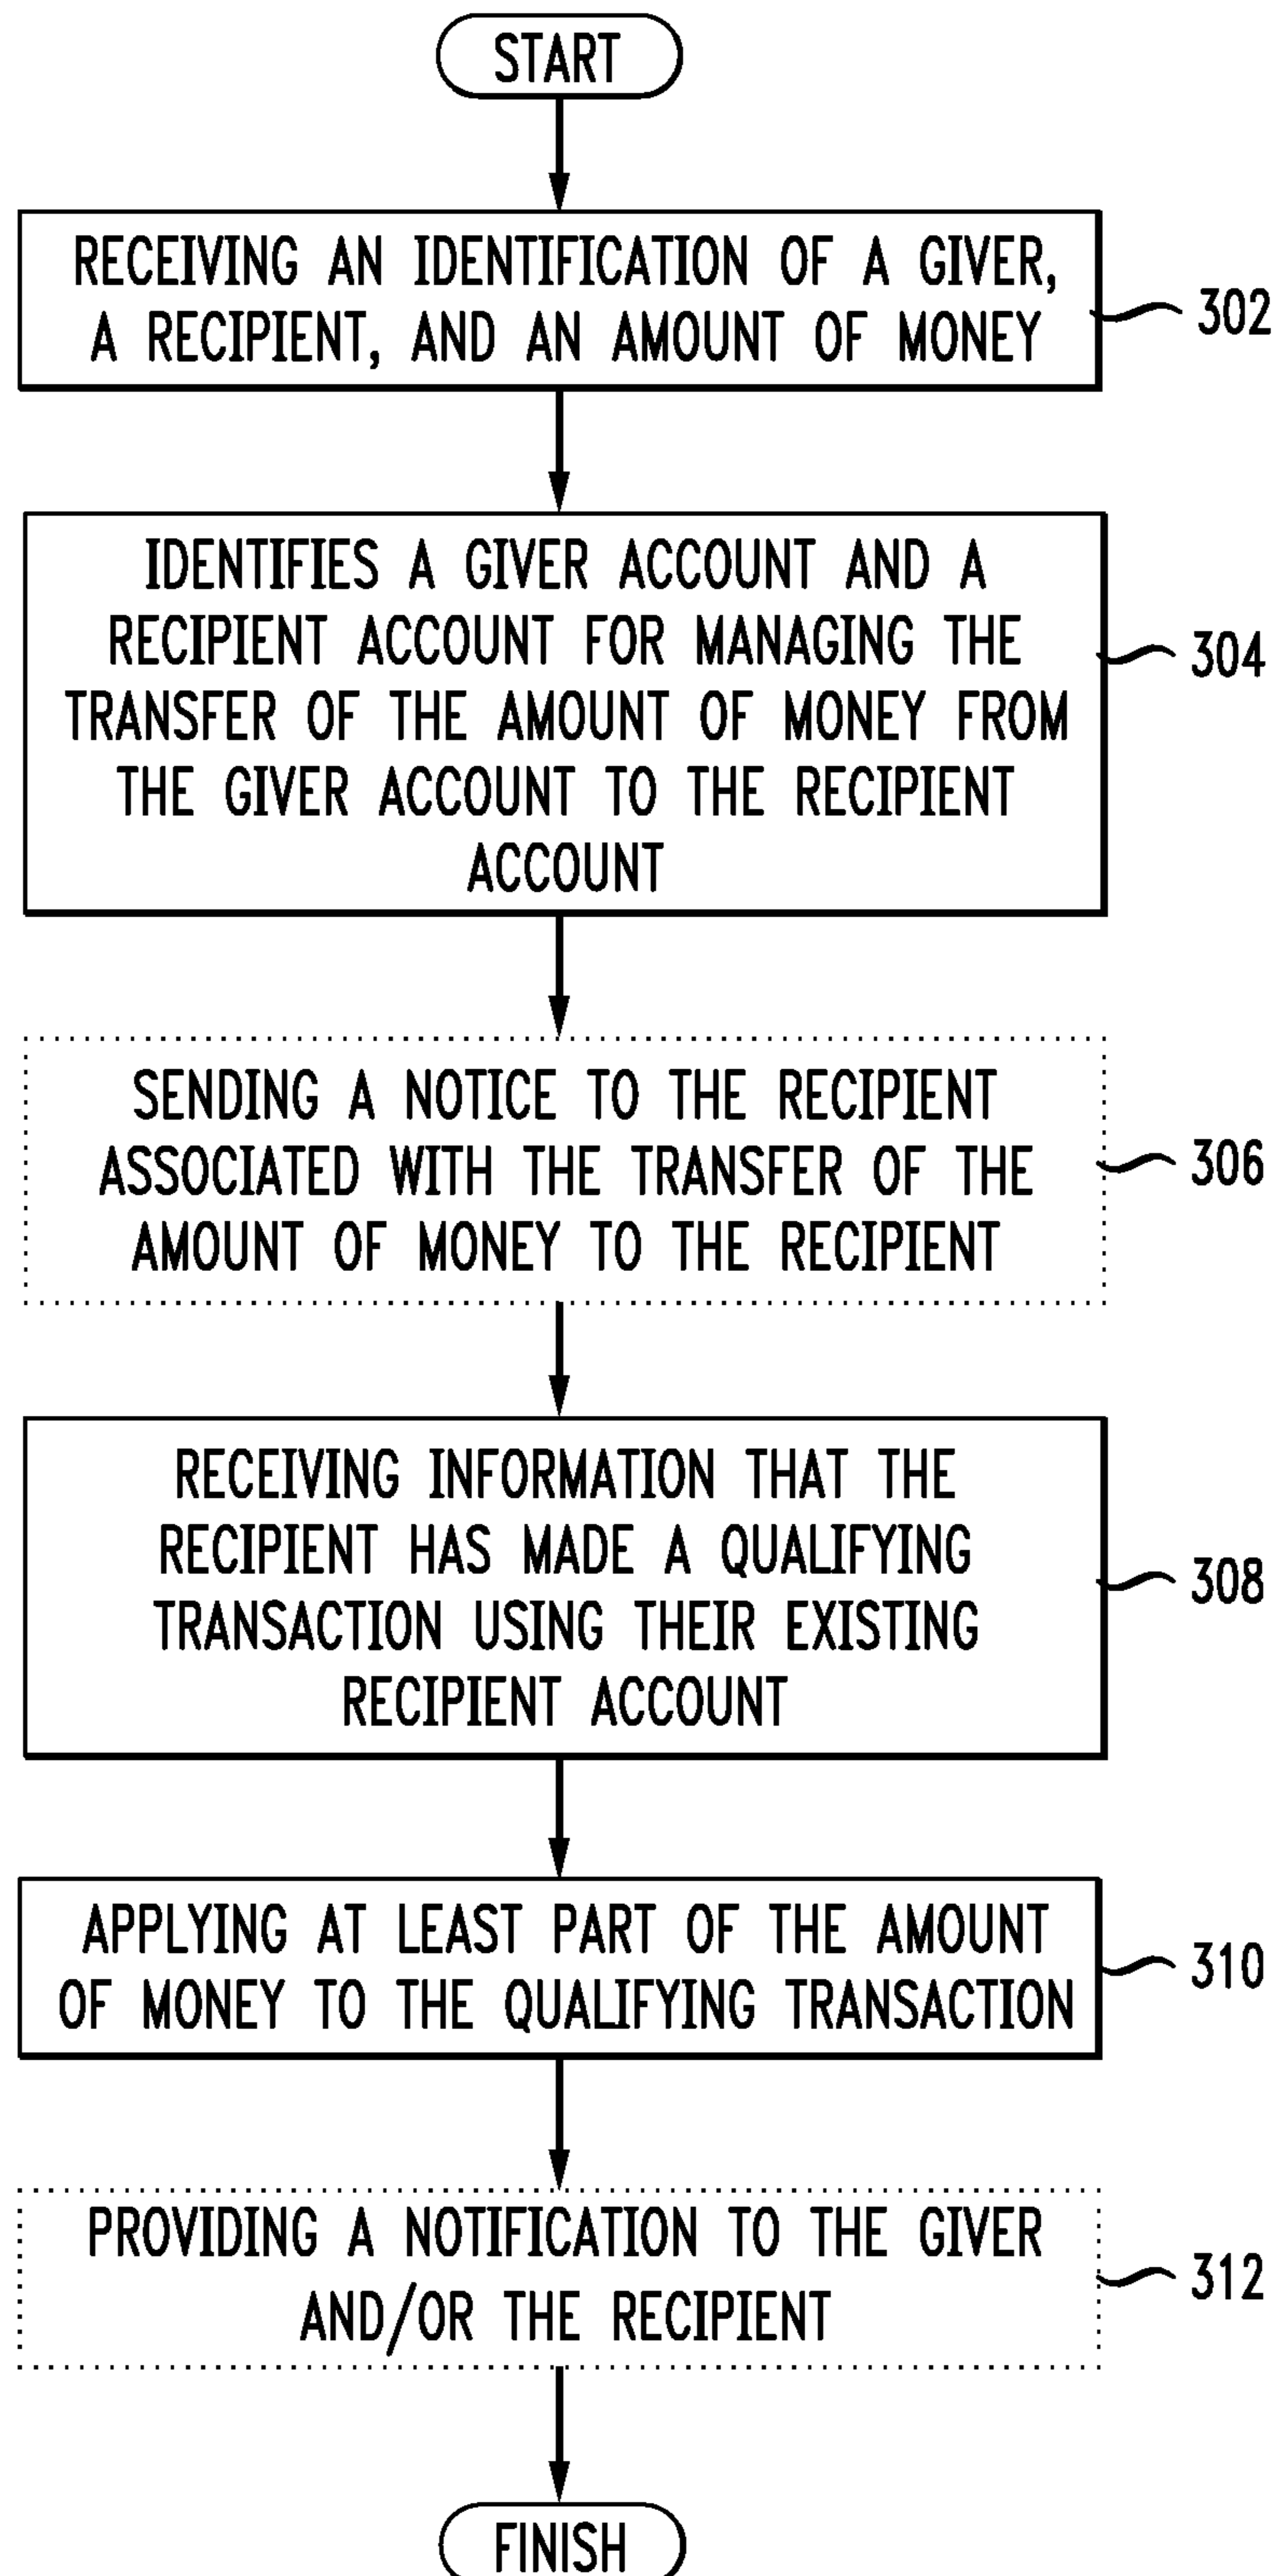 START
RECEIVING AN IDENTIFICATION OF A GIVER,
A RECIPIENT, AND AN AMOUNT OF MONEY
302
IDENTIFIES A GIVER ACCOUNT AND A
RECIPIENT ACCOUNT FOR MANAGING THE
TRANSFER OF THE AMOUNT OF MONEY FROM
THE GIVER ACCOUNT TO THE RECIPIENT
ACCOUNT
304
SENDING A NOTICE TO THE RECIPIENT
ASSOCIATED WITH THE TRANSFER OF THE
AMOUNT OF MONEY TO THE RECIPIENT
306
RECEIVING INFORMATION THAT THE
RECIPIENT HAS MADE A QUALIFYING
TRANSACTION USING THEIR EXISTING
RECIPIENT ACCOUNT
308
APPLYING AT LEAST PART OF THE AMOUNT
OF MONEY TO THE QUALIFYING TRANSACTION
310
PROVIDING A NOTIFICATION TO THE GIVER
AND/OR THE RECIPIENT
312
FINISH